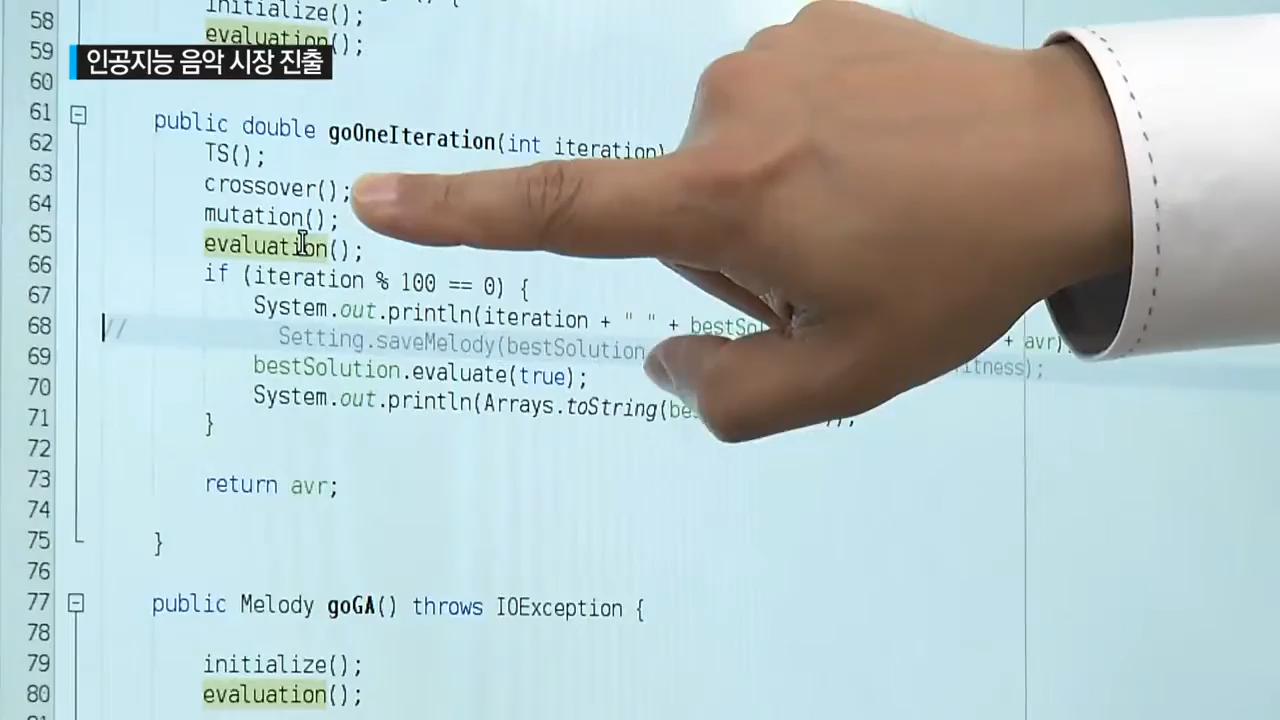 인공지능 음악 시장 진출
58 initialize();
59 evaluation();
60
61 public double goOneIteration(int iteration)
62 TS();
63 crossover();
64 mutation();
65 evaluation();
66 if (iteration % 100 == 0) {
67 System.out.println(iteration + " " + bestSo + avr)
68 // Setting.saveMelody(bestSolution );
69 bestSolution.evaluate(true);
70 System.out.println(Arrays.toString(
71 }
72
73 return avr;
74
75 }
76
77 public Melody goGA() throws IOException {
78
79 initialize();
80 evaluation();